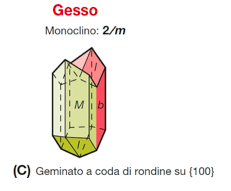 Gesso
Monoclino: 2/m
l
l
M
b
l
l
(C) Geminato a coda di rondine su {100}